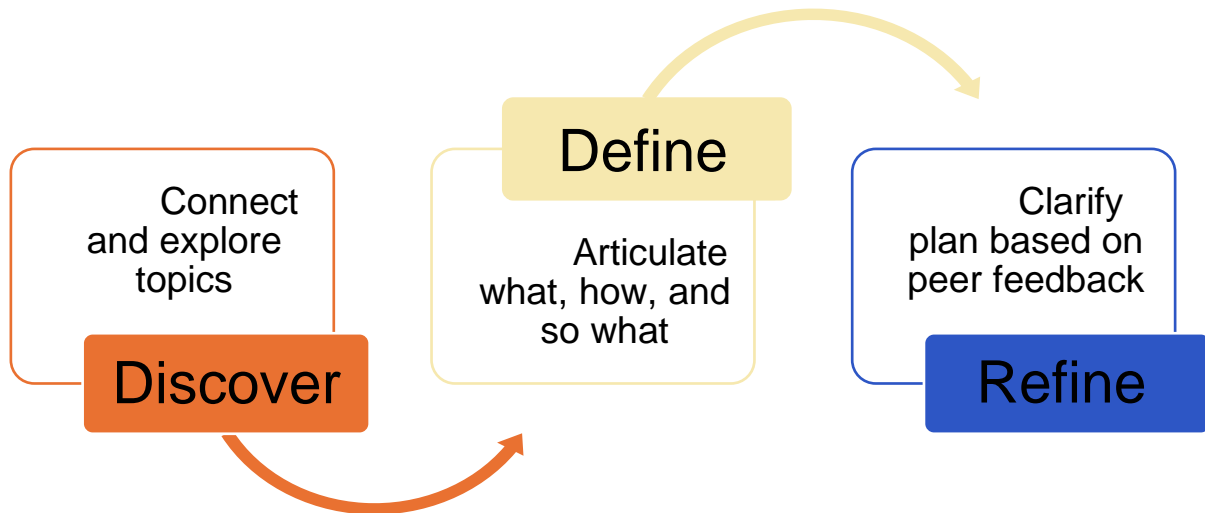 Connect
and explore
topics
Discover
Define
Articulate
what, how, and
so what
Clarify
plan based on
peer feedback
Refine